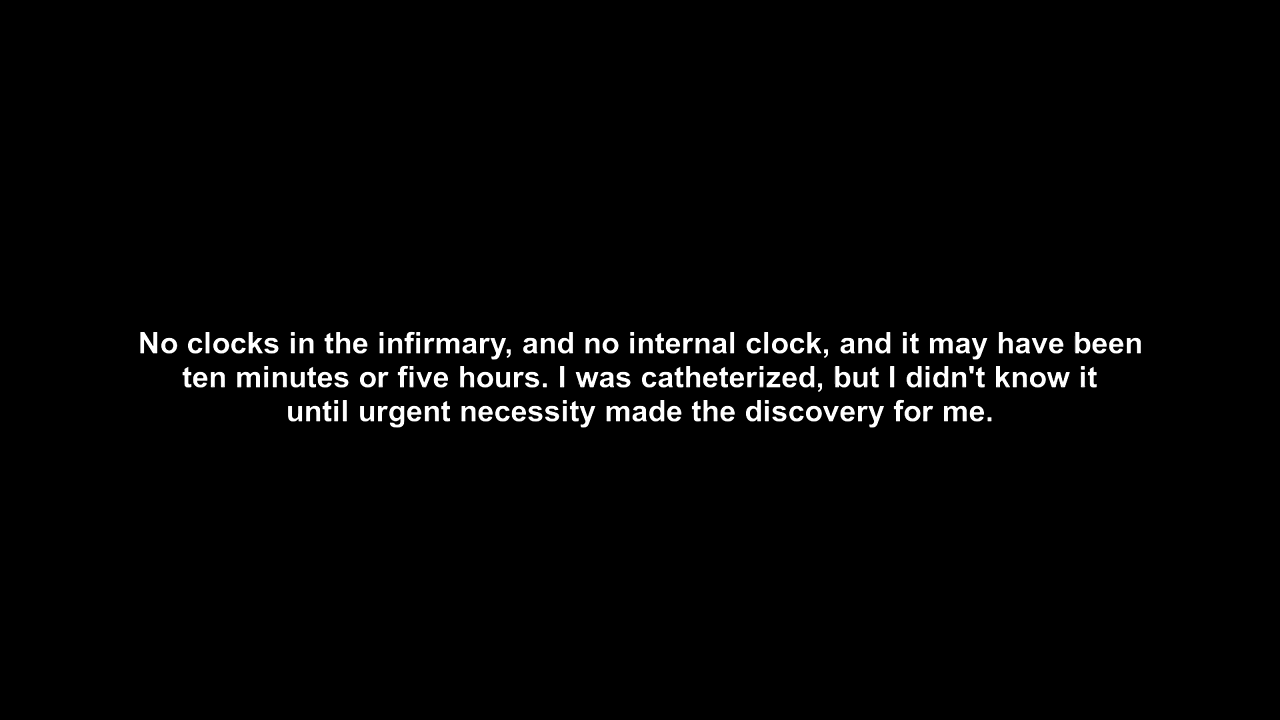 No clocks in the infirmary, and no internal clock, and it may have been
ten minutes or five hours. I was catheterized, but I didn't know it
until urgent necessity made the discovery for me.